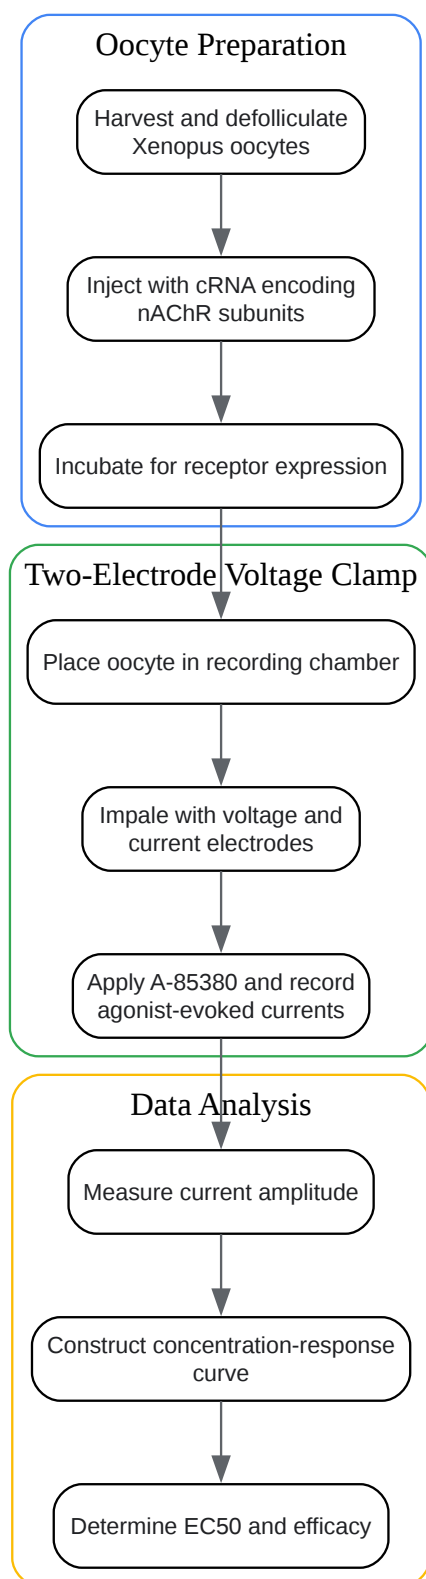 Oocyte Preparation
Harvest and defolliculate
Xenopus oocytes
Inject with cRNA encoding
nAChR subunits
Incubate for receptor expression
Two-Electrode Voltage Clamp
Place oocyte in recording chamber
Impale with voltage and
current electrodes
Apply A-85380 and record
agonist-evoked currents
Data Analysis
Measure current amplitude
Construct concentration-response
curve
Determine EC50 and efficacy